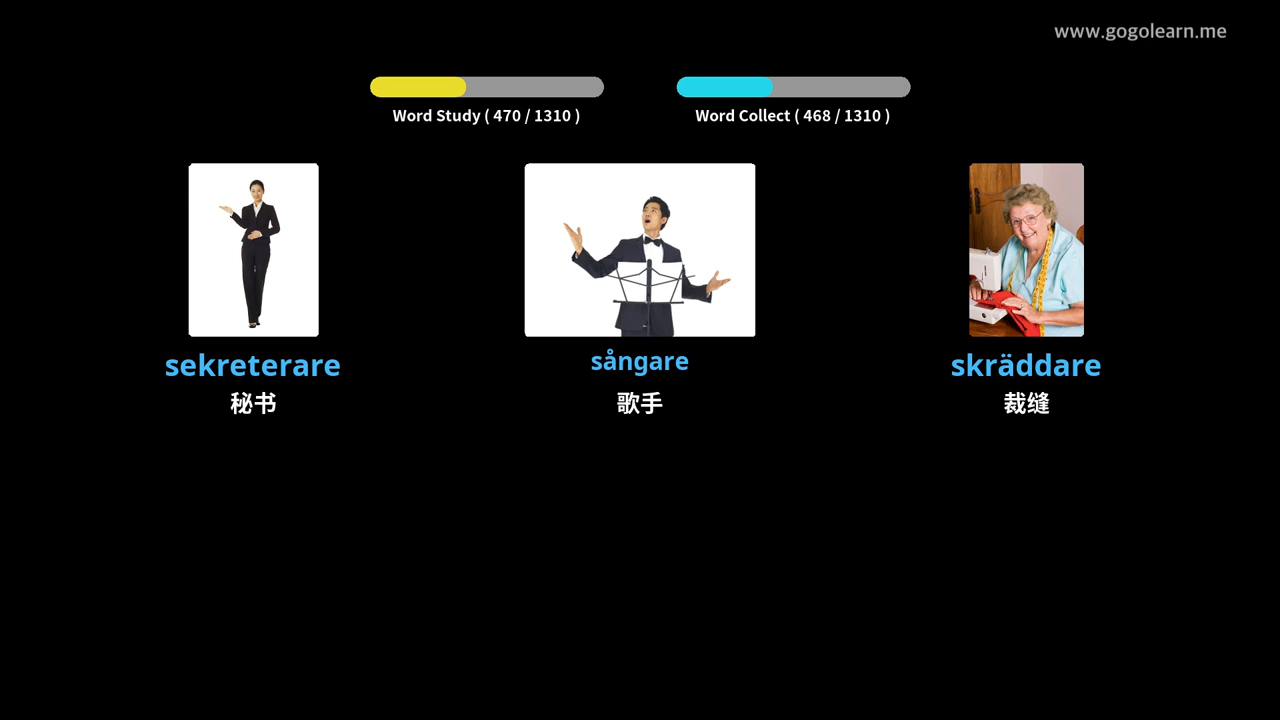 www.gogolearn.me
Word Study ( 470 / 1310 )
Word Collect ( 468 / 1310 )
sekreterare
秘书
sångare
歌手
skräddare
裁缝